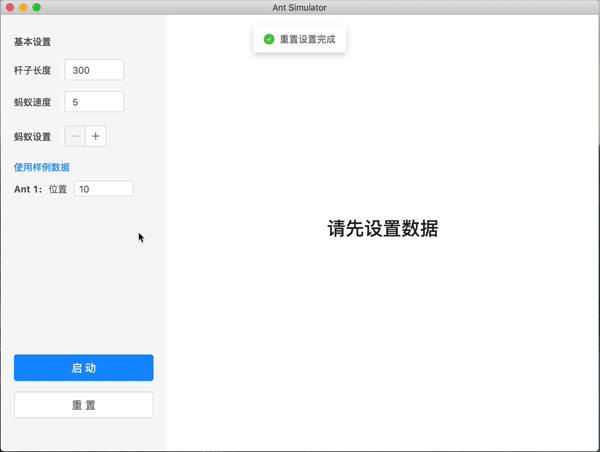 Ant Simulator
重置设置完成
基本设置
杆子长度 300
蚂蚁速度 5
蚂蚁设置 — +
使用样例数据
Ant 1: 位置 10
请先设置数据
启 动
重 置